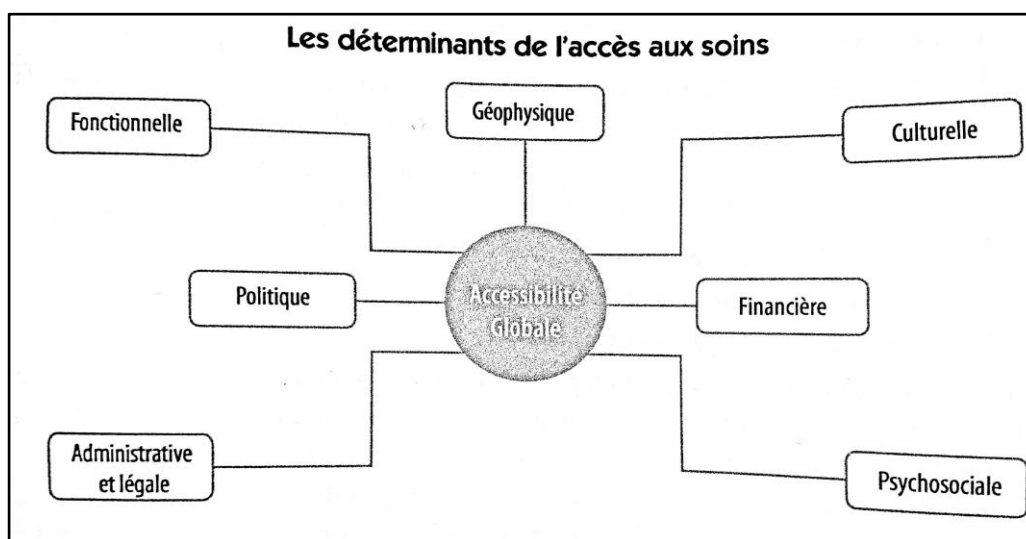 Les déterminants de l'accès aux soins
Fonctionnelle
Géophysique
Culturelle
Politique
Accessibilité
Globale
Financière
Administrative
et légale
Psychosociale